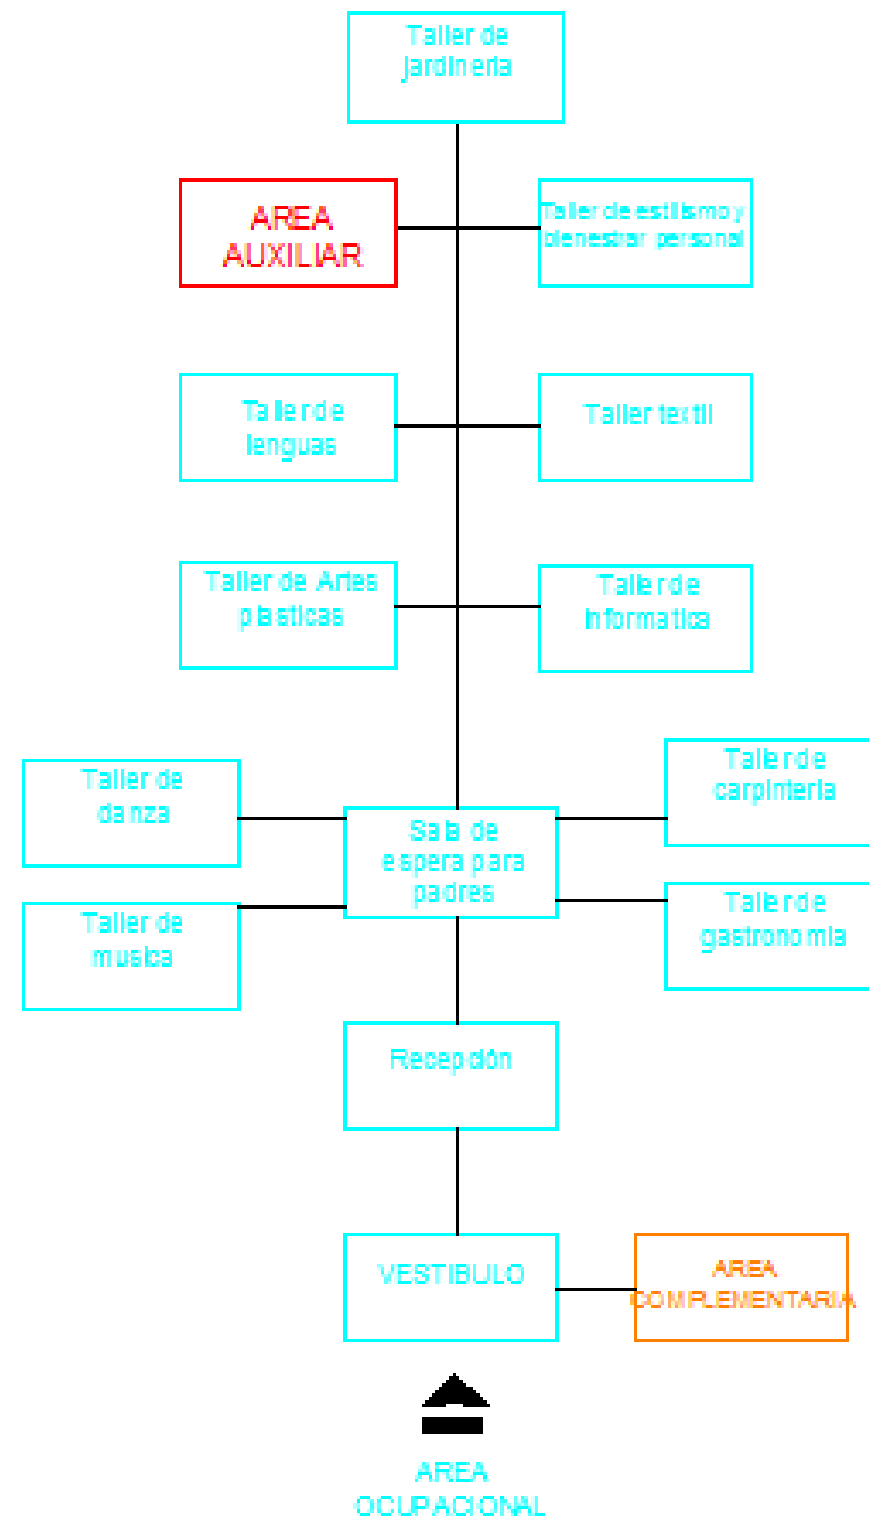 Taller de
jardineria
AREA
AUXILIAR
Taller de estilismo y
bienestrar personal
Taller de
lenguas
Taller textil
Taller de Artes
plasticas
Taller de
informatica
Taller de
danza
Taller de
carpinteria
Sala de
espera para
padres
Taller de
musica
Taller de
gastronomia
Recepción
VESTIBULO
AREA
COMPLEMENTARIA
AREA
OCUPACIONAL